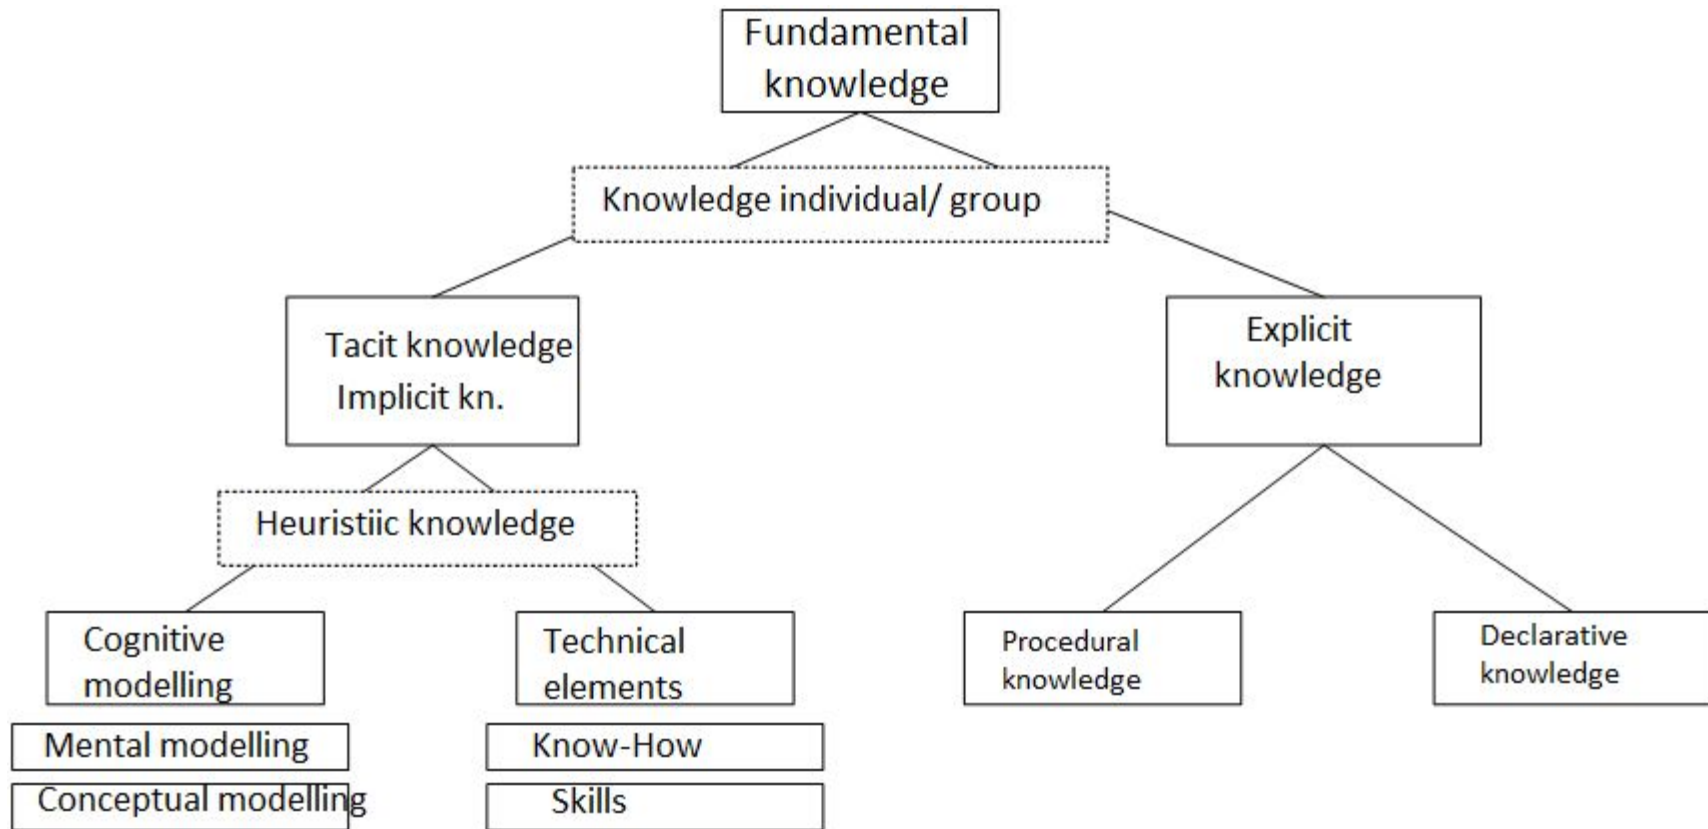 Fundamental
knowledge
Knowledge individual/ group
Tacit knowledge
Implicit kn.
Explicit
knowledge
Heuristiic knowledge
Cognitive
modelling
Technical
elements
Procedural
knowledge
Declarative
knowledge
Mental modelling
Know-How
Conceptual modelling
Skills